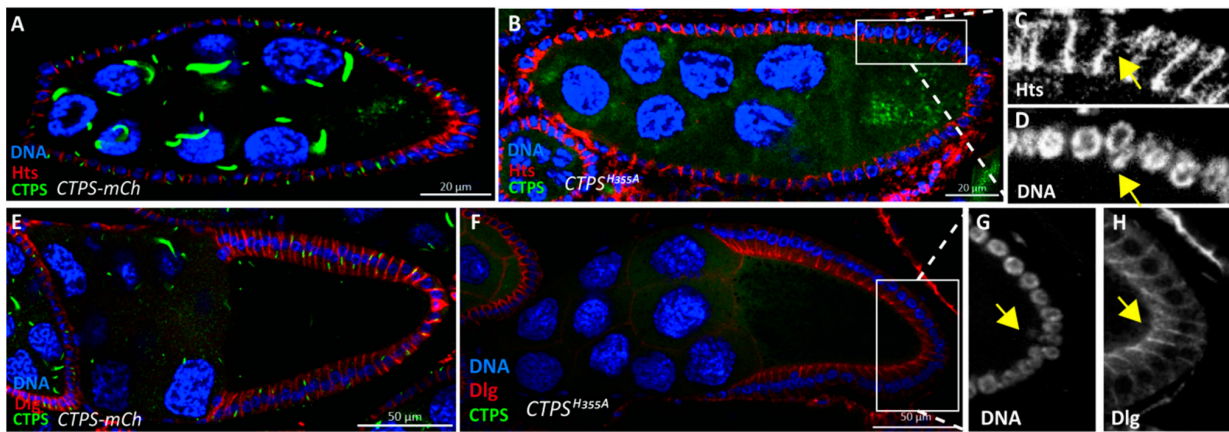 A
DNA
Hts
CTPS CTPS-mCh
20 µm
B
DNA
Hts
CTPS CTPS^H355A
20 µm
C
Hts
D
DNA
E
DNA
Dlg
CTPS CTPS-mCh
50 µm
F
DNA
Dlg
CTPS CTPS^H355A
50 µm
G
DNA
H
Dlg